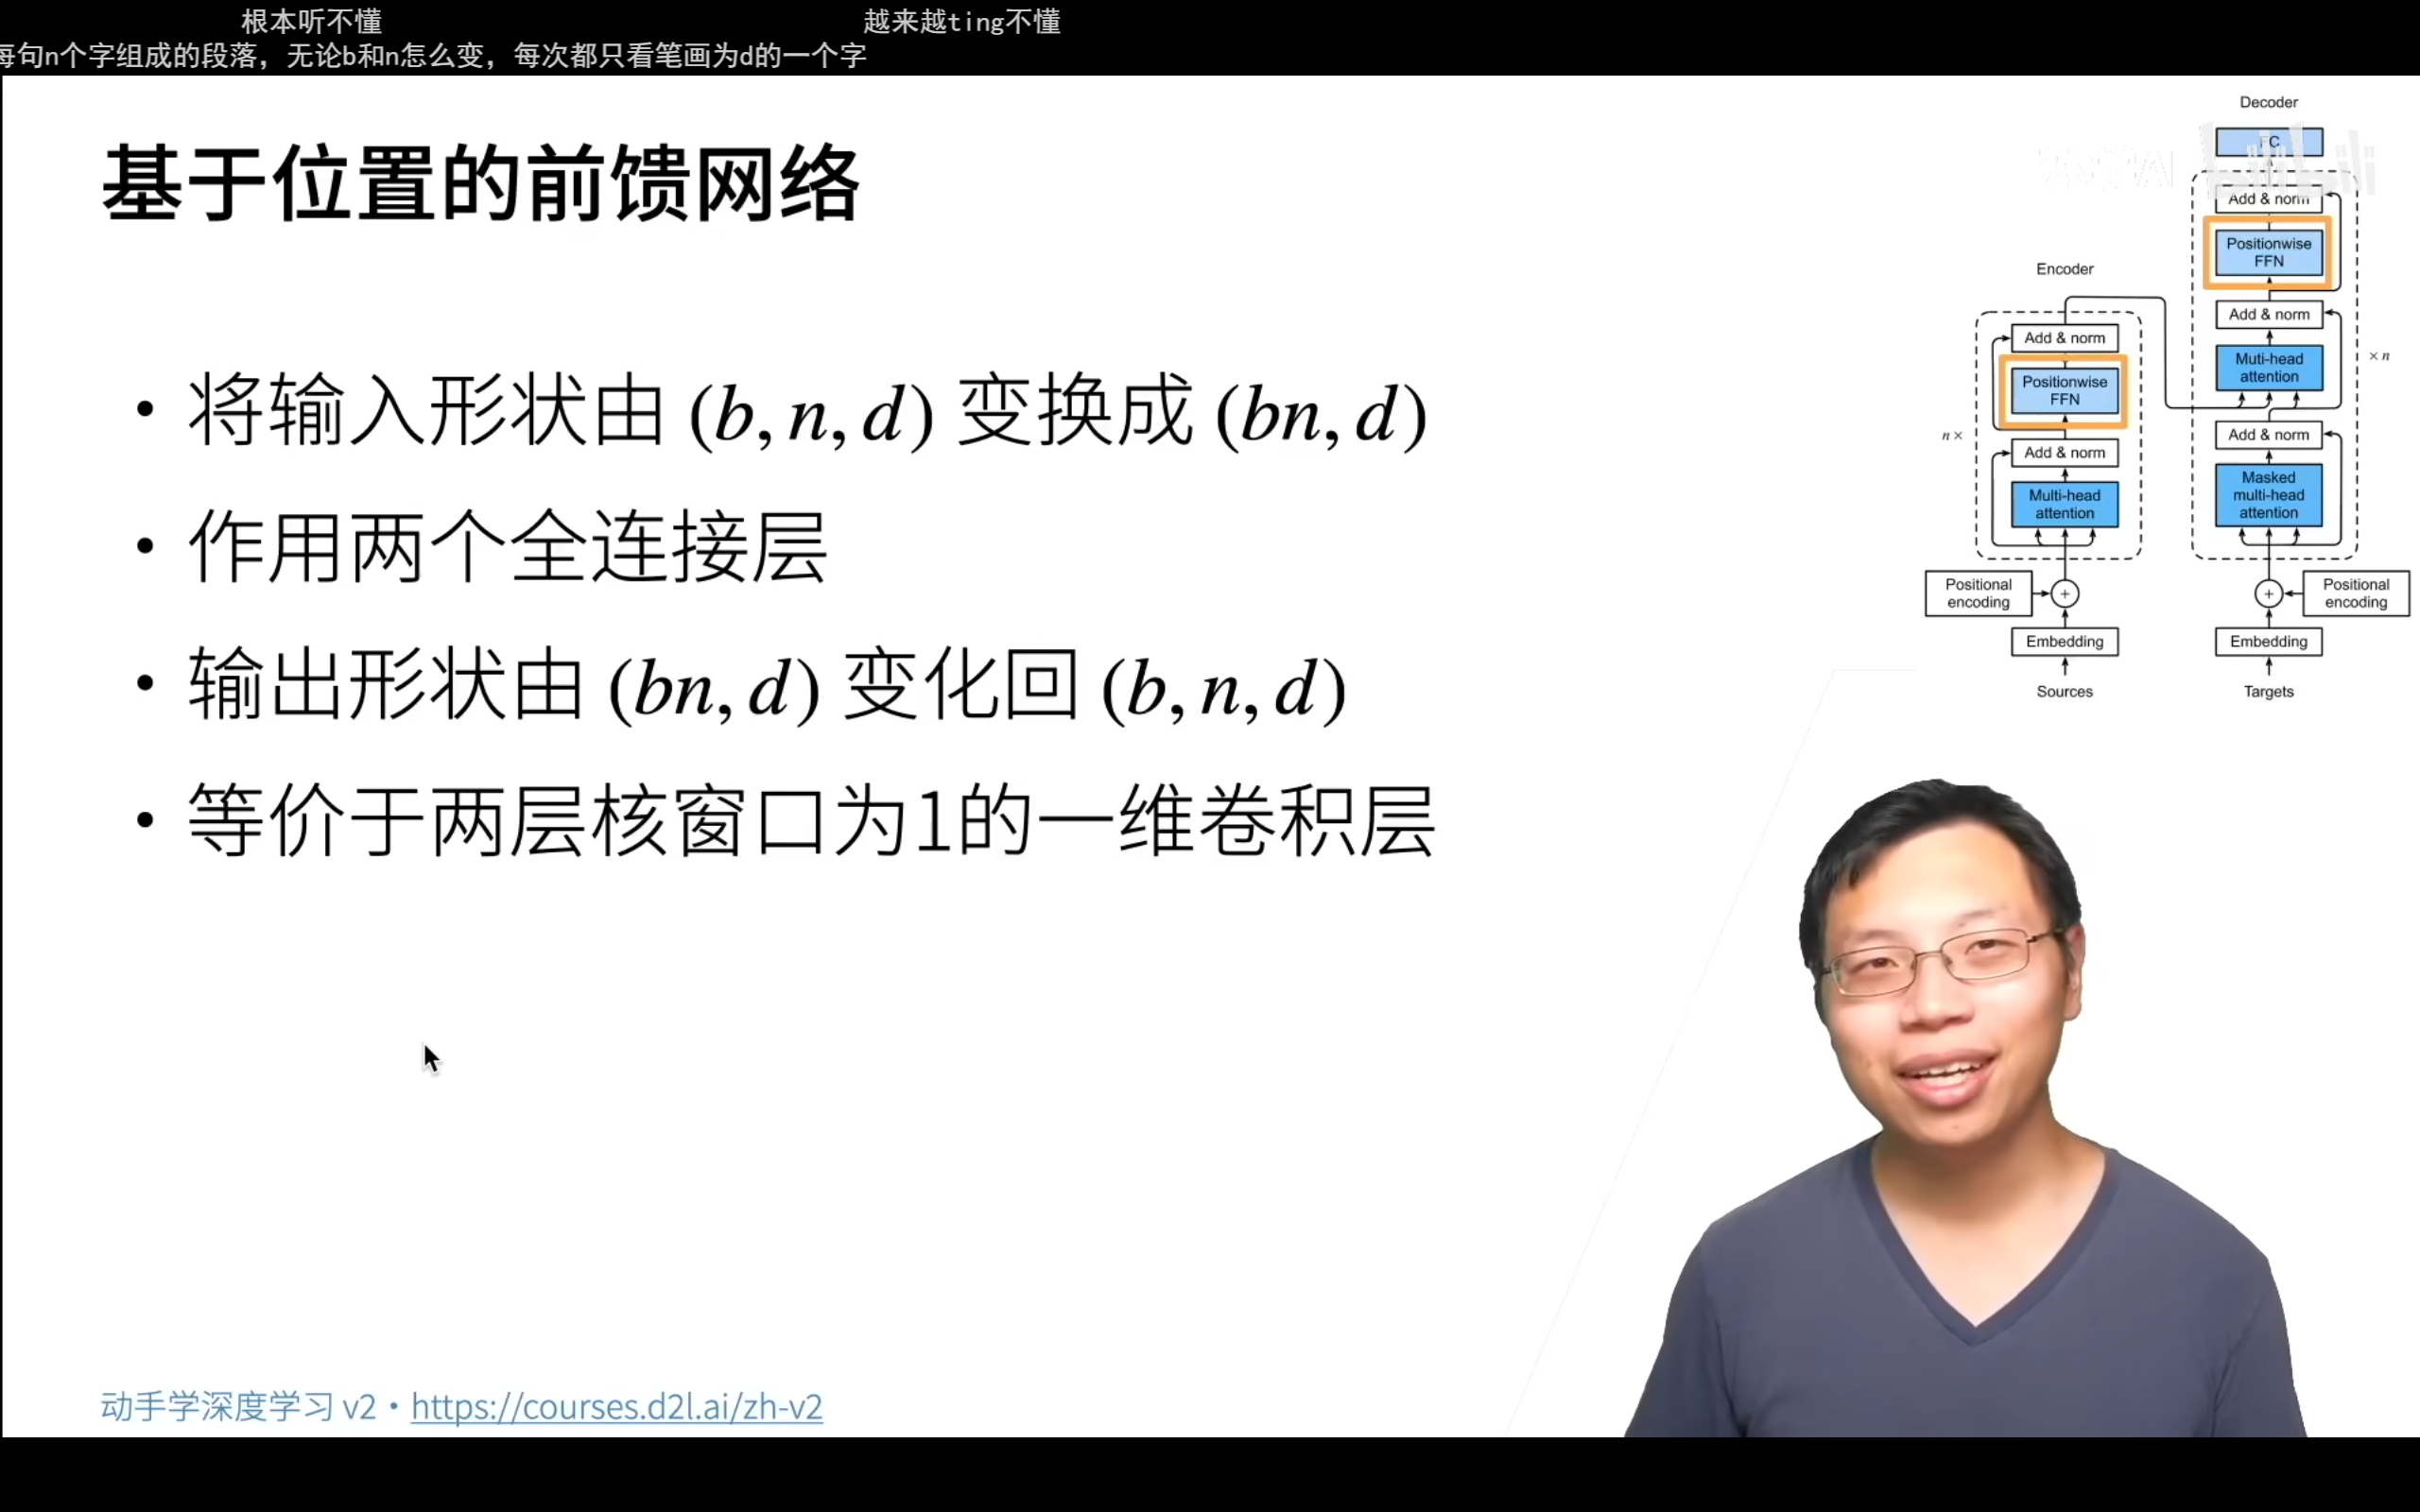 根本听不懂
越来越ting不懂
每句n个字组成的段落，无论b和n怎么变，每次都只看笔画为d的一个字
基于位置的前馈网络
• 将输入形状由 (b, n, d) 变换成 (bn, d)
• 作用两个全连接层
• 输出形状由 (bn, d) 变化回 (b, n, d)
• 等价于两层核窗口为1的一维卷积层
Decoder
FC
Add & norm
Positionwise
FFN
Add & norm
Muti-head
attention
× n
Add & norm
Masked
multi-head
attention
Positional
encoding
+
Embedding
Targets
Encoder
Add & norm
Positionwise
FFN
n ×
Add & norm
Multi-head
attention
Positional
encoding
+
Embedding
Sources
动手学深度学习 v2 • https://courses.d2l.ai/zh-v2